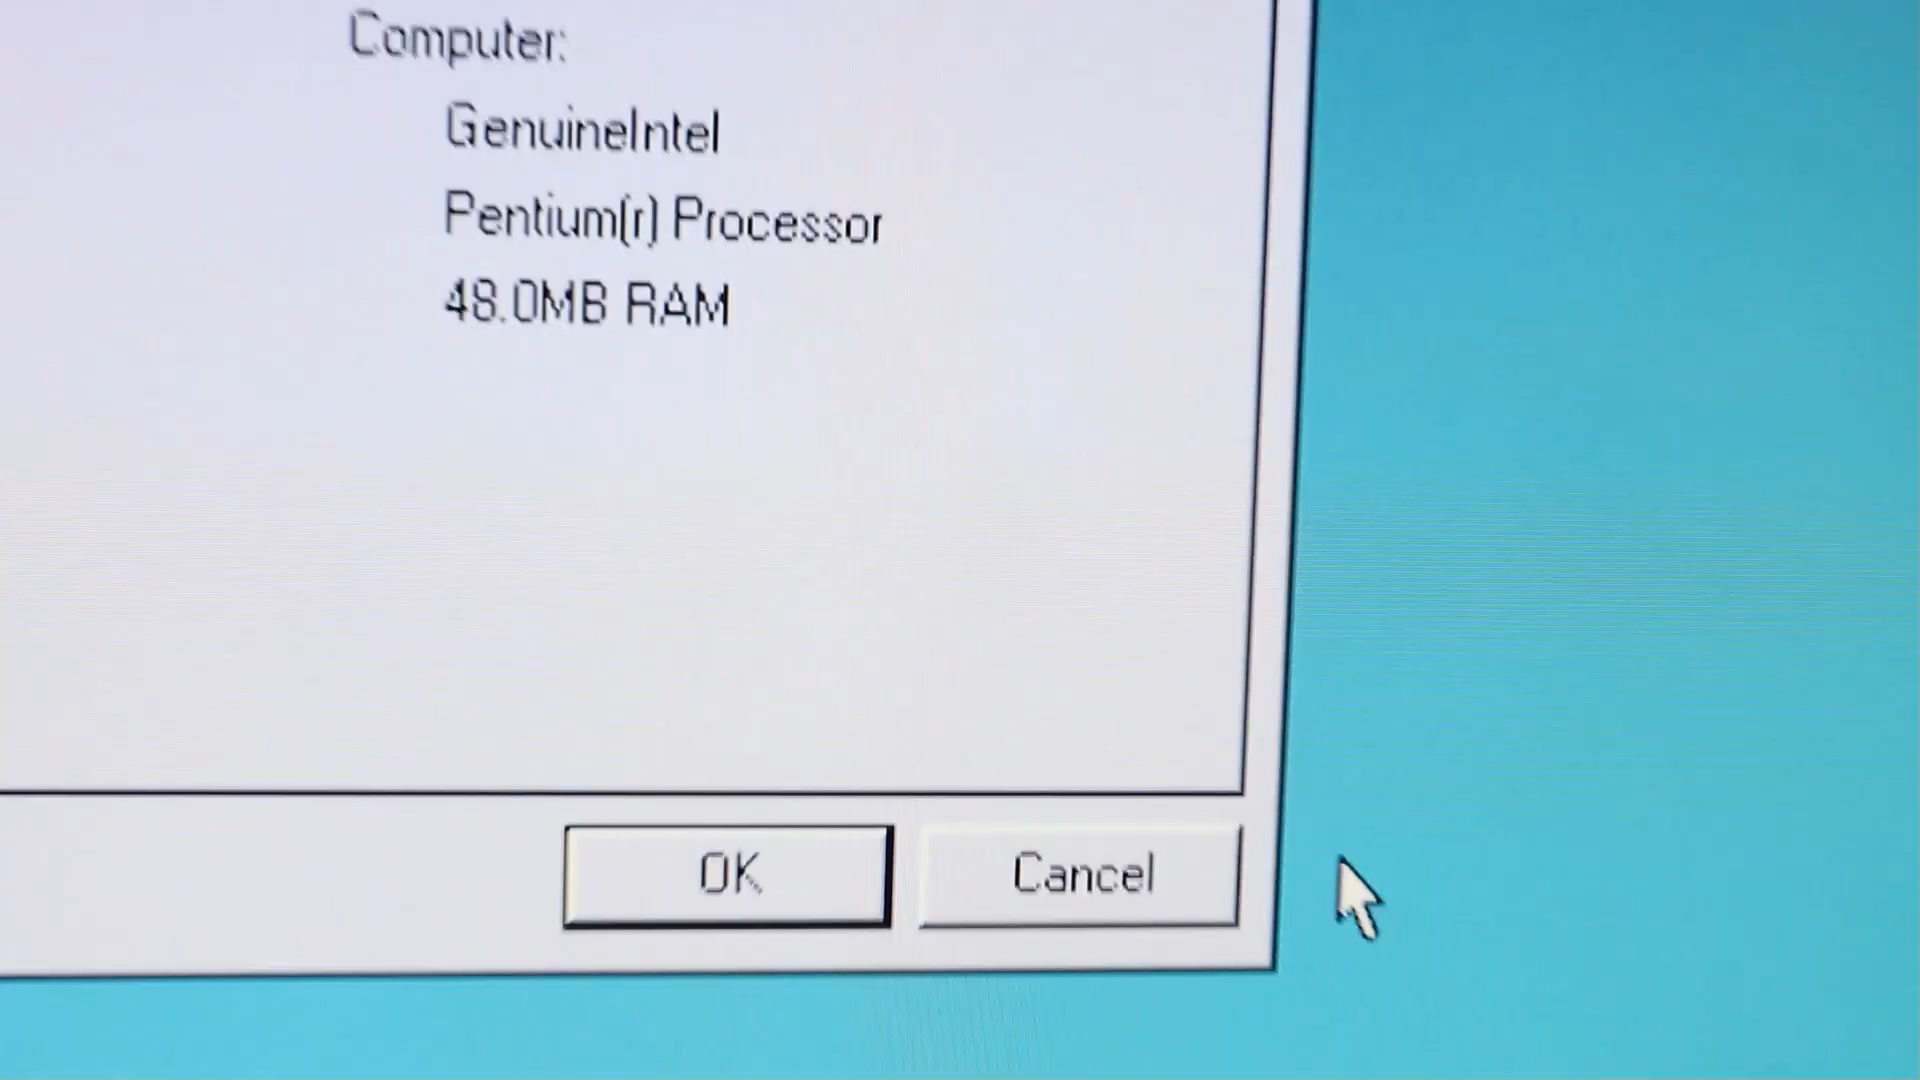 Computer:
GenuineIntel
Pentium(r) Processor
48.0MB RAM
OK
Cancel